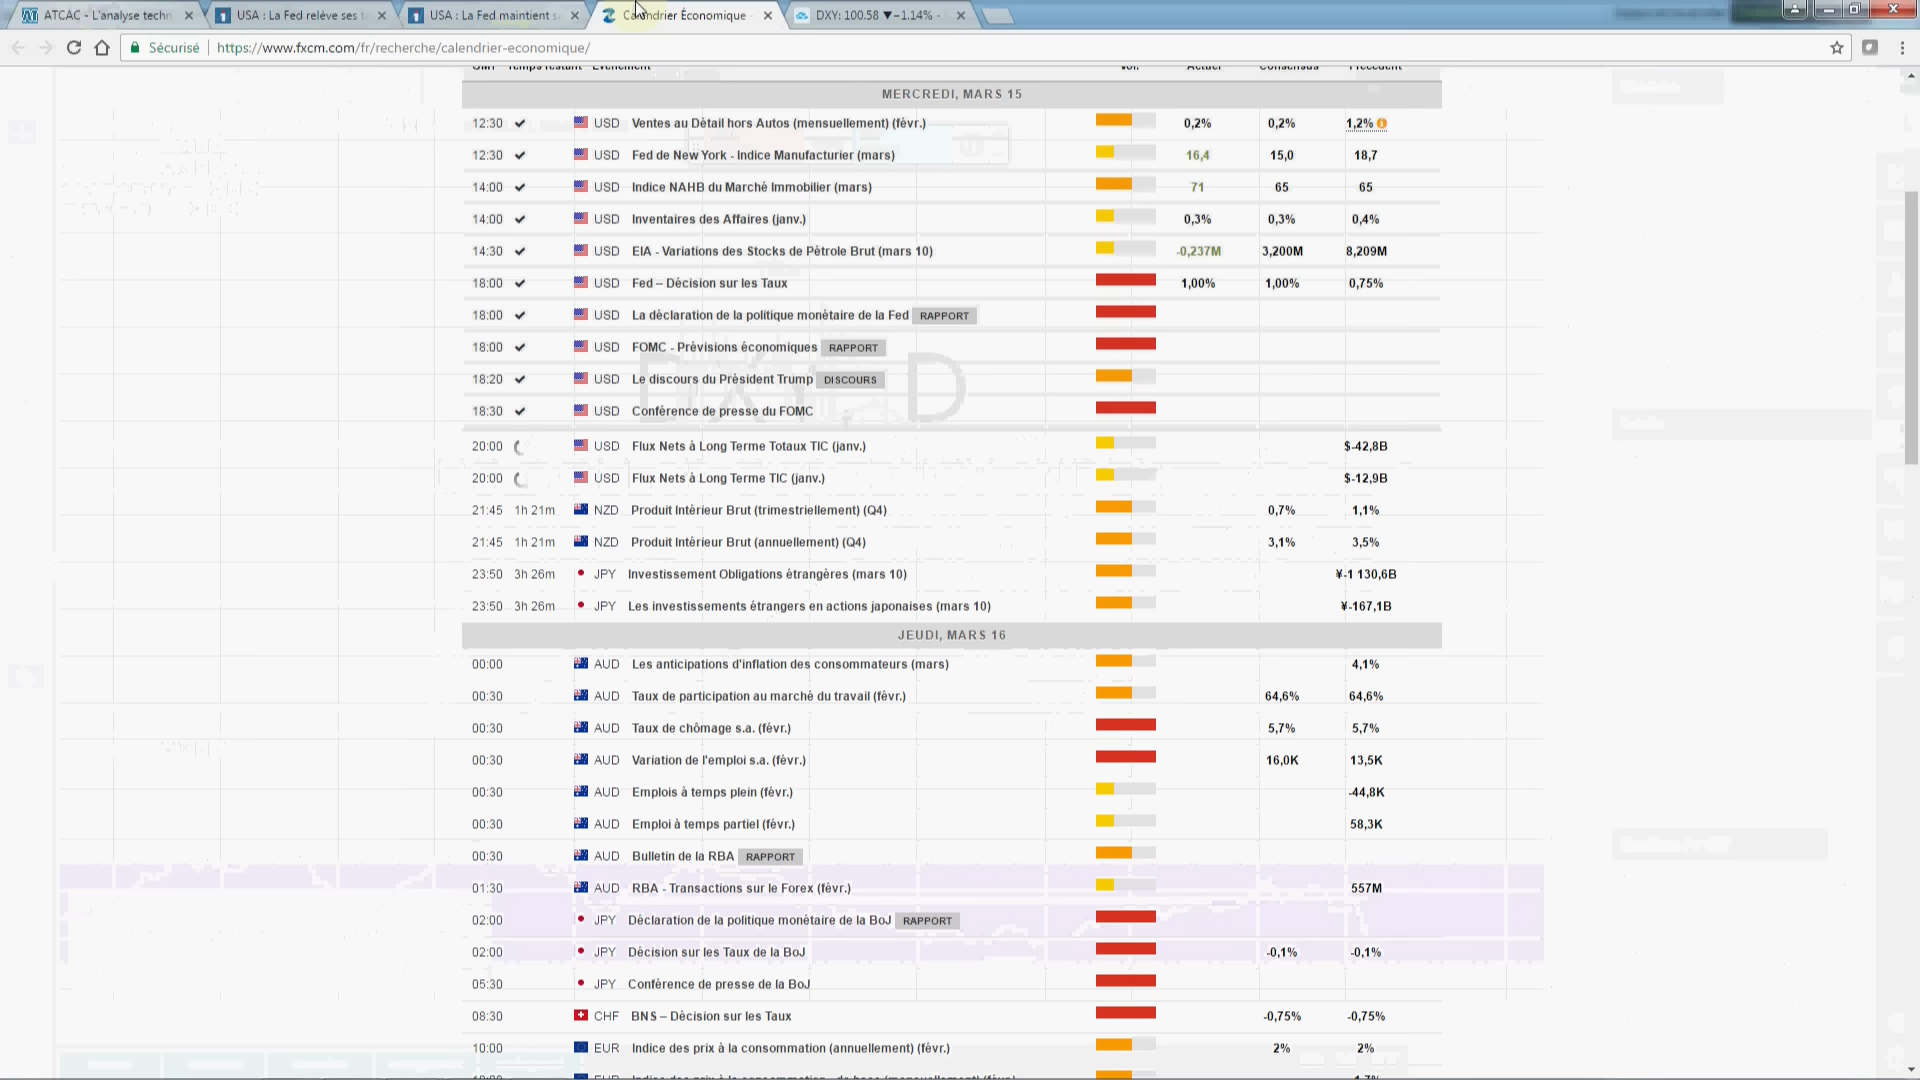 ATCAC - L'analyse techn
USA : La Fed relève ses t
USA : La Fed maintient s
Calendrier Économique
DXY: 100.58 ▼−1.14% -
Sécurisé
https://www.fxcm.com/fr/recherche/calendrier-economique/
GMT Temps restant Evénement Vol. Actuel Consensus Précédent
MERCREDI, MARS 15
12:30 ✔ USD Ventes au Détail hors Autos (mensuellement) (févr.) 0,2% 0,2% 1,2%
12:30 ✔ USD Fed de New York - Indice Manufacturier (mars) 16,4 15,0 18,7
14:00 ✔ USD Indice NAHB du Marché Immobilier (mars) 71 65 65
14:00 ✔ USD Inventaires des Affaires (janv.) 0,3% 0,3% 0,4%
14:30 ✔ USD EIA - Variations des Stocks de Pétrole Brut (mars 10) -0,237M 3,200M 8,209M
18:00 ✔ USD Fed – Décision sur les Taux 1,00% 1,00% 0,75%
18:00 ✔ USD La déclaration de la politique monétaire de la Fed RAPPORT
18:00 ✔ USD FOMC - Prévisions économiques RAPPORT
18:20 ✔ USD Le discours du Président Trump DISCOURS
18:30 ✔ USD Conférence de presse du FOMC
20:00 USD Flux Nets à Long Terme Totaux TIC (janv.) $-42,8B
20:00 USD Flux Nets à Long Terme TIC (janv.) $-12,9B
21:45 1h 21m NZD Produit Intérieur Brut (trimestriellement) (Q4) 0,7% 1,1%
21:45 1h 21m NZD Produit Intérieur Brut (annuellement) (Q4) 3,1% 3,5%
23:50 3h 26m JPY Investissement Obligations étrangères (mars 10) ¥-1 130,6B
23:50 3h 26m JPY Les investissements étrangers en actions japonaises (mars 10) ¥-167,1B
JEUDI, MARS 16
00:00 AUD Les anticipations d'inflation des consommateurs (mars) 4,1%
00:30 AUD Taux de participation au marché du travail (févr.) 64,6% 64,6%
00:30 AUD Taux de chômage s.a. (févr.) 5,7% 5,7%
00:30 AUD Variation de l'emploi s.a. (févr.) 16,0K 13,5K
00:30 AUD Emplois à temps plein (févr.) -44,8K
00:30 AUD Emploi à temps partiel (févr.) 58,3K
00:30 AUD Bulletin de la RBA RAPPORT
01:30 AUD RBA - Transactions sur le Forex (févr.) 557M
02:00 JPY Déclaration de la politique monétaire de la BoJ RAPPORT
02:00 JPY Décision sur les Taux de la BoJ -0,1% -0,1%
05:30 JPY Conférence de presse de la BoJ
08:30 CHF BNS – Décision sur les Taux -0,75% -0,75%
10:00 EUR Indice des prix à la consommation (annuellement) (févr.) 2% 2%